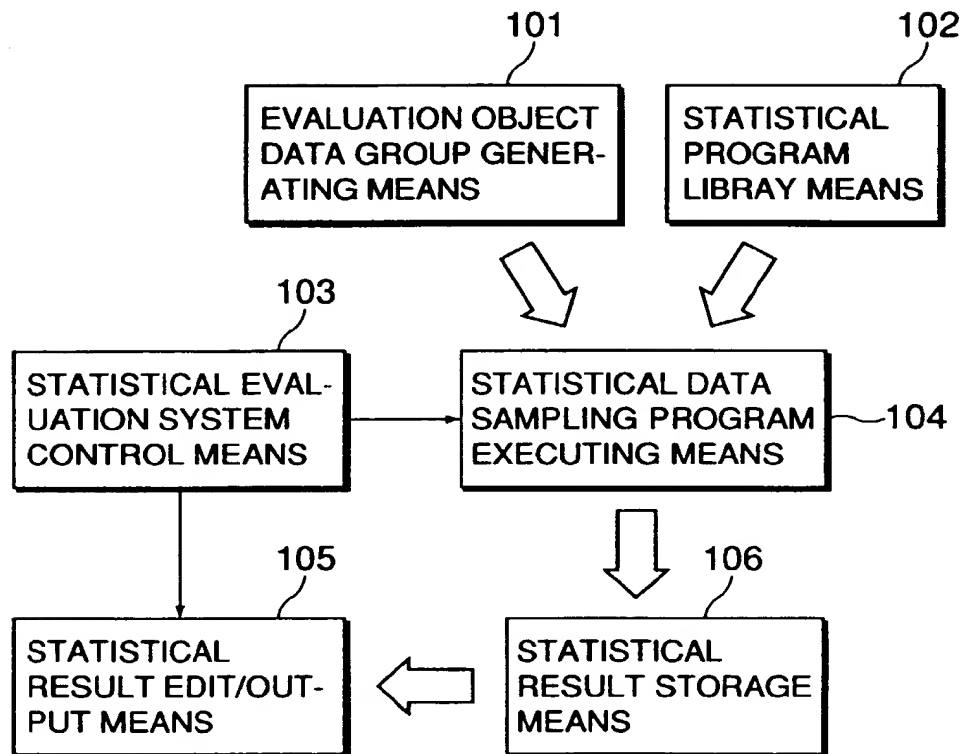 101
102
EVALUATION OBJECT
DATA GROUP GENER-
ATING MEANS
STATISTICAL
PROGRAM
LIBRAY MEANS
103
STATISTICAL EVAL-
UATION SYSTEM
CONTROL MEANS
STATISTICAL DATA
SAMPLING PROGRAM
EXECUTING MEANS
104
105
106
STATISTICAL
RESULT EDIT/OUT-
PUT MEANS
STATISTICAL
RESULT STORAGE
MEANS